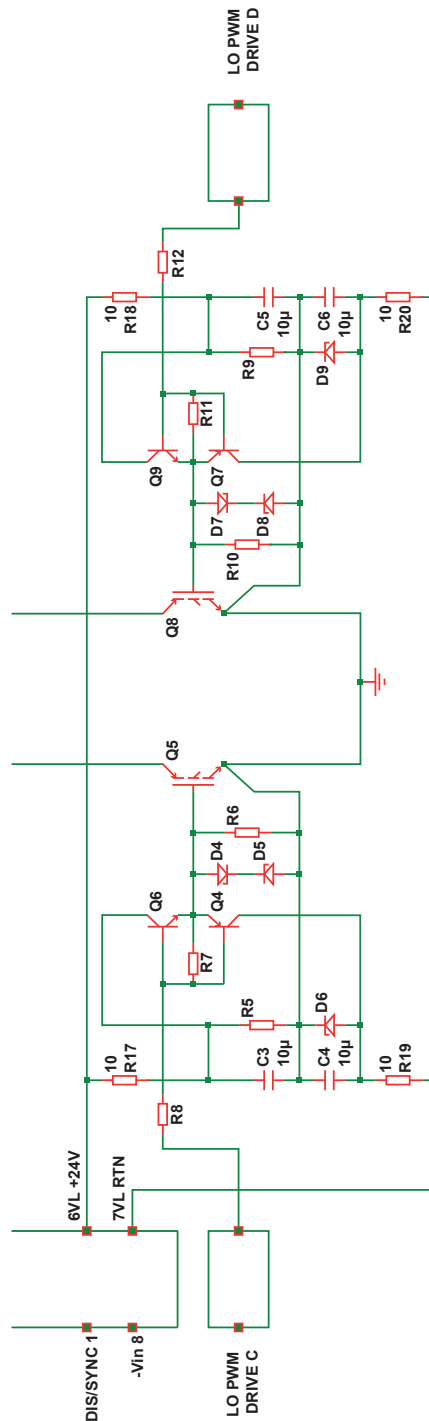 6VL +24V
DIS/SYNC 1
7VL RTN
-Vin 8
10
R17
10
R18
Q6
Q9
R8
Q5
Q8
R12
R7
Q4
D4
R6
D7
Q7
R11
R10
LO PWM
DRIVE C
R5
D5
D8
R9
LO PWM
DRIVE D
C3
10µ
C5
10µ
C4
10µ
D6
D9
C6
10µ
10
R19
10
R20